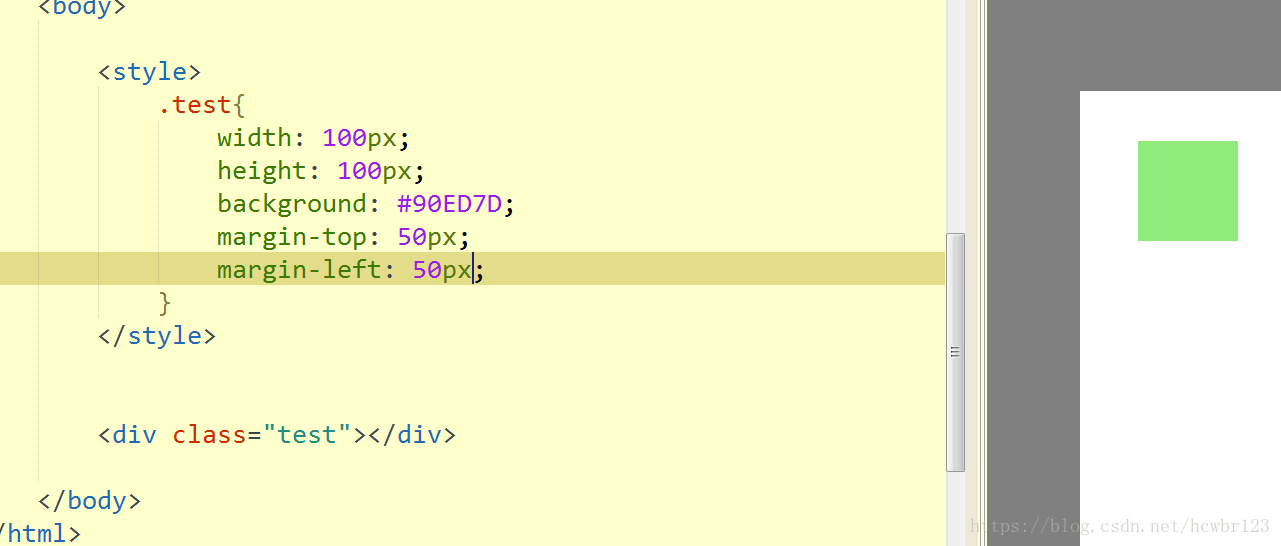 <body>
<style>
.test{
width: 100px;
height: 100px;
background: #90ED7D;
margin-top: 50px;
margin-left: 50px;
}
</style>
<div class="test"></div>
</body>
/html>
https://blog.csdn.net/hcwbr123